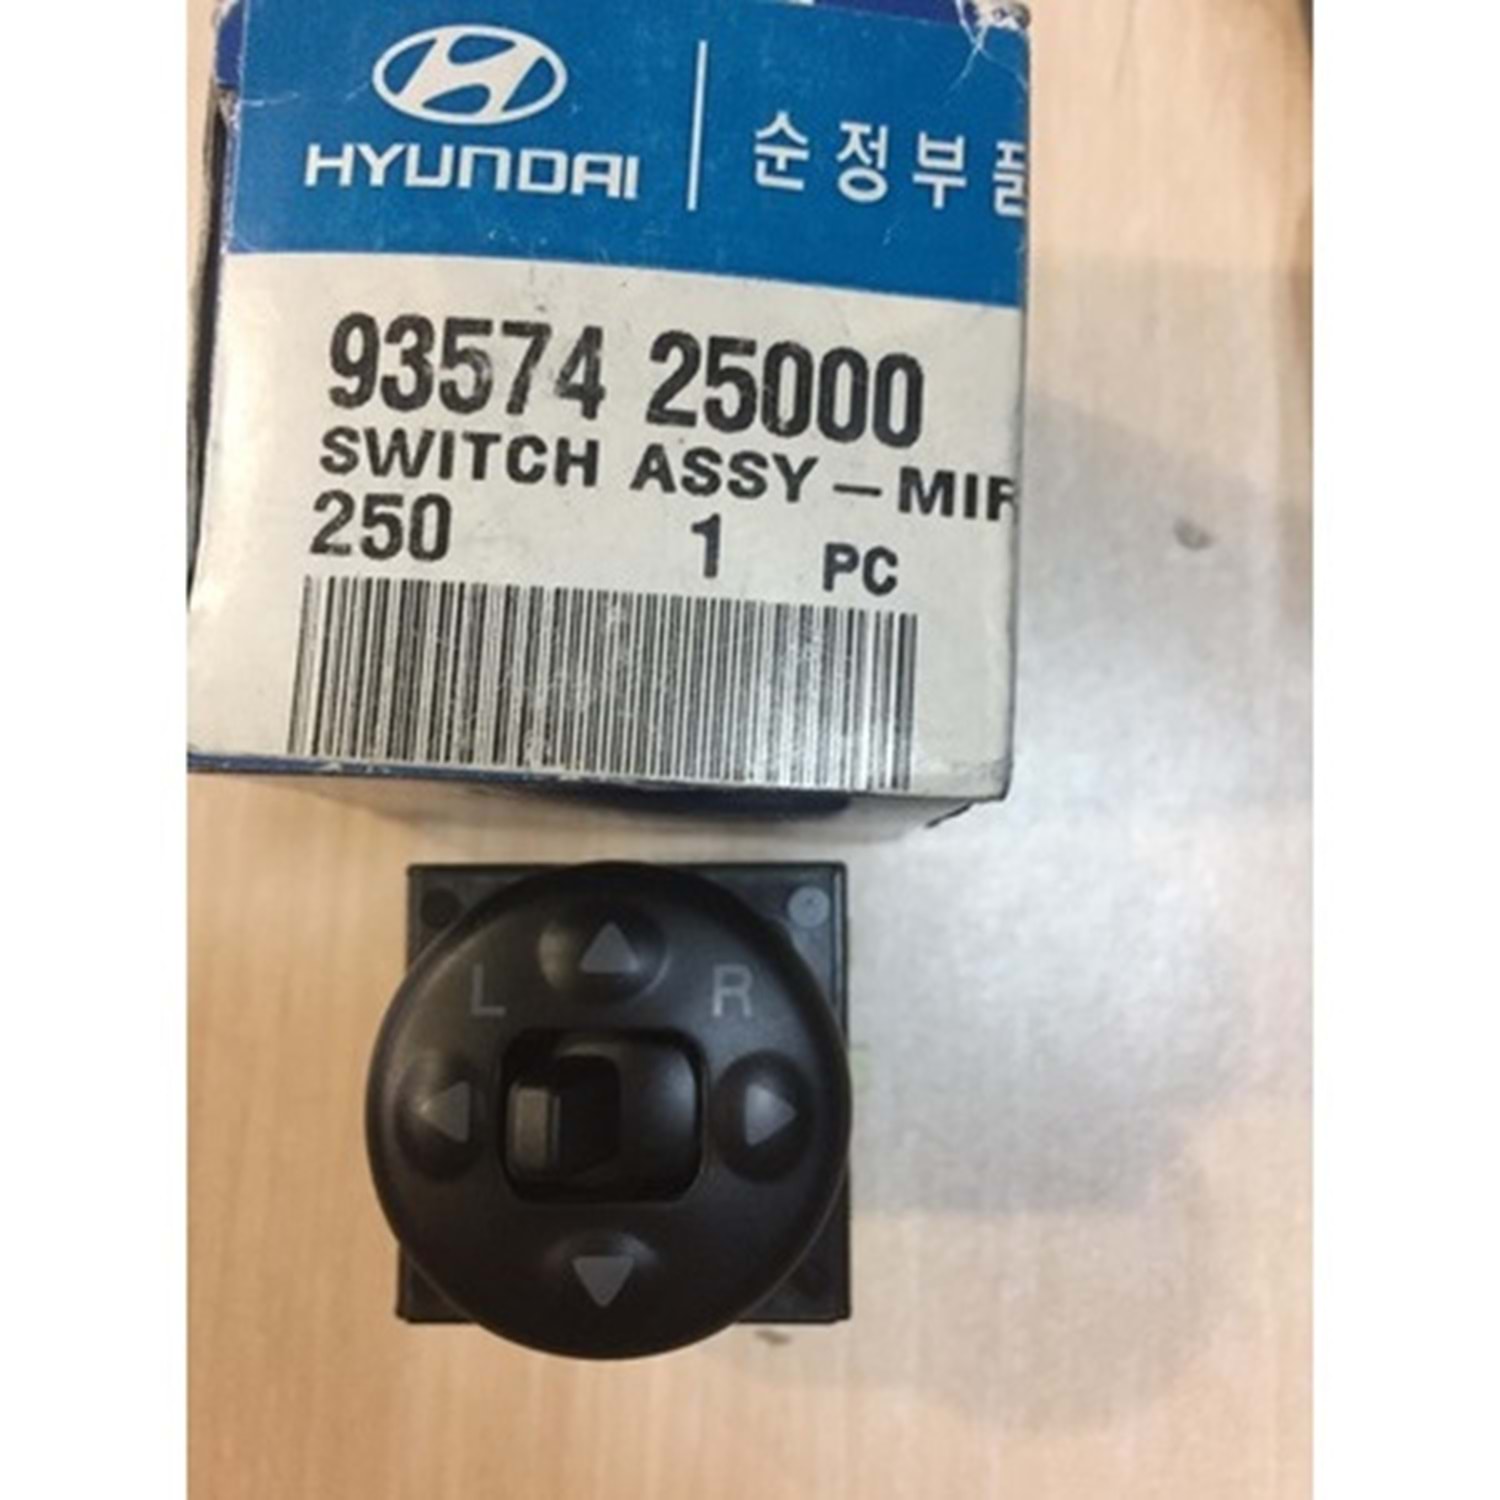 HYUNDAI
순정부품
93574 25000
SWITCH ASSY – MIR
250 1 PC
L R